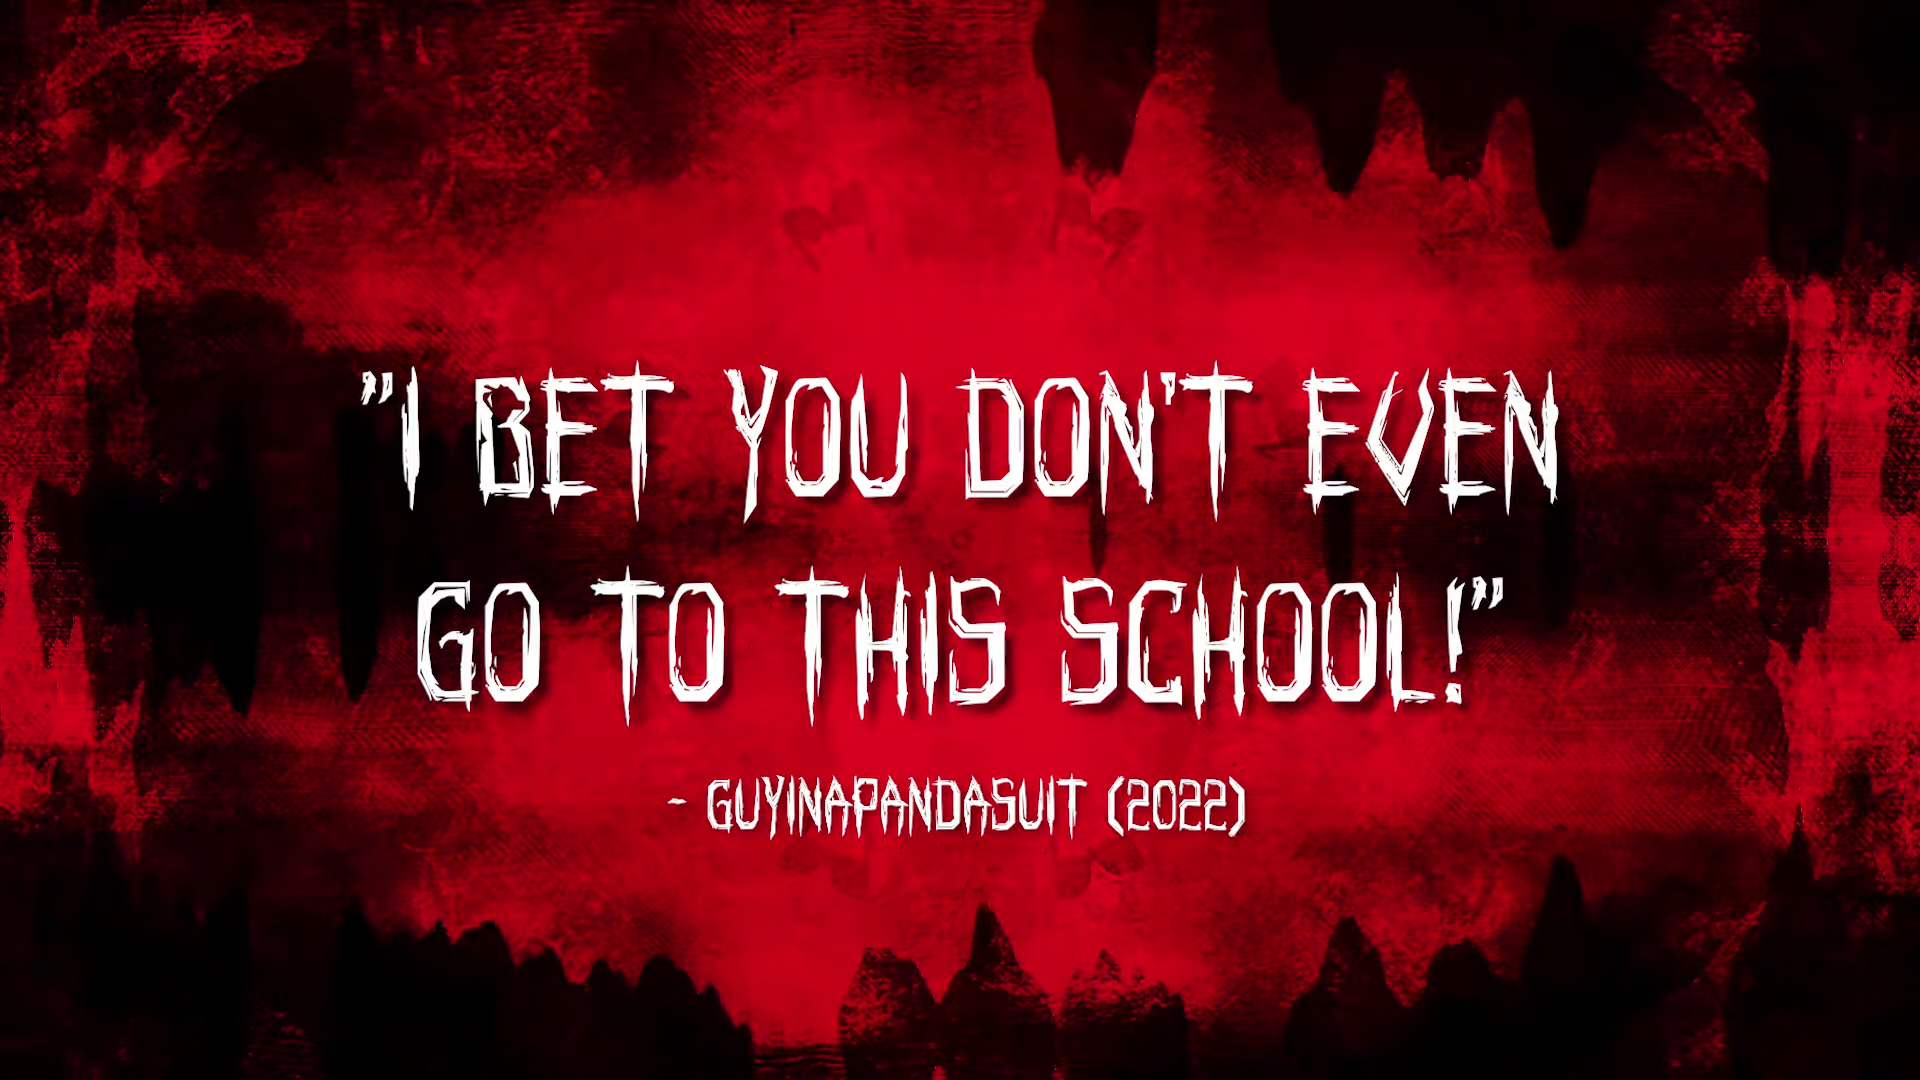 "I BET YOU DON'T EVEN
GO TO THIS SCHOOL!"
- GUYINAPANDASUIT (2022)